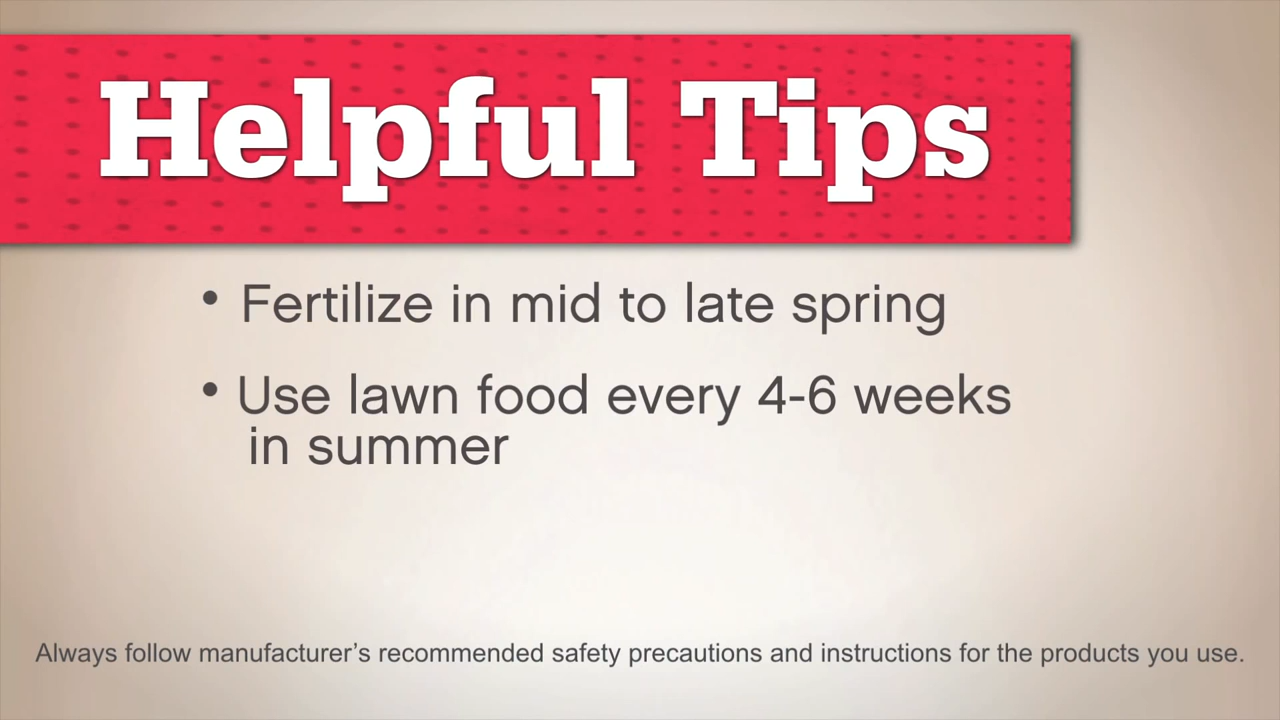 Helpful Tips
• Fertilize in mid to late spring
• Use lawn food every 4-6 weeks
in summer
Always follow manufacturer’s recommended safety precautions and instructions for the products you use.